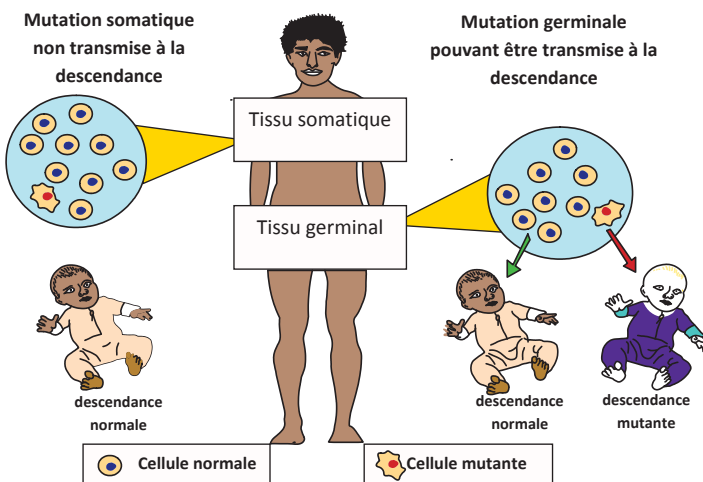 Mutation somatique
non transmise à la
descendance
Mutation germinale
pouvant être transmise à la
descendance
Tissu somatique
Tissu germinal
descendance
normale
descendance
normale
descendance
mutante
Cellule normale
Cellule mutante